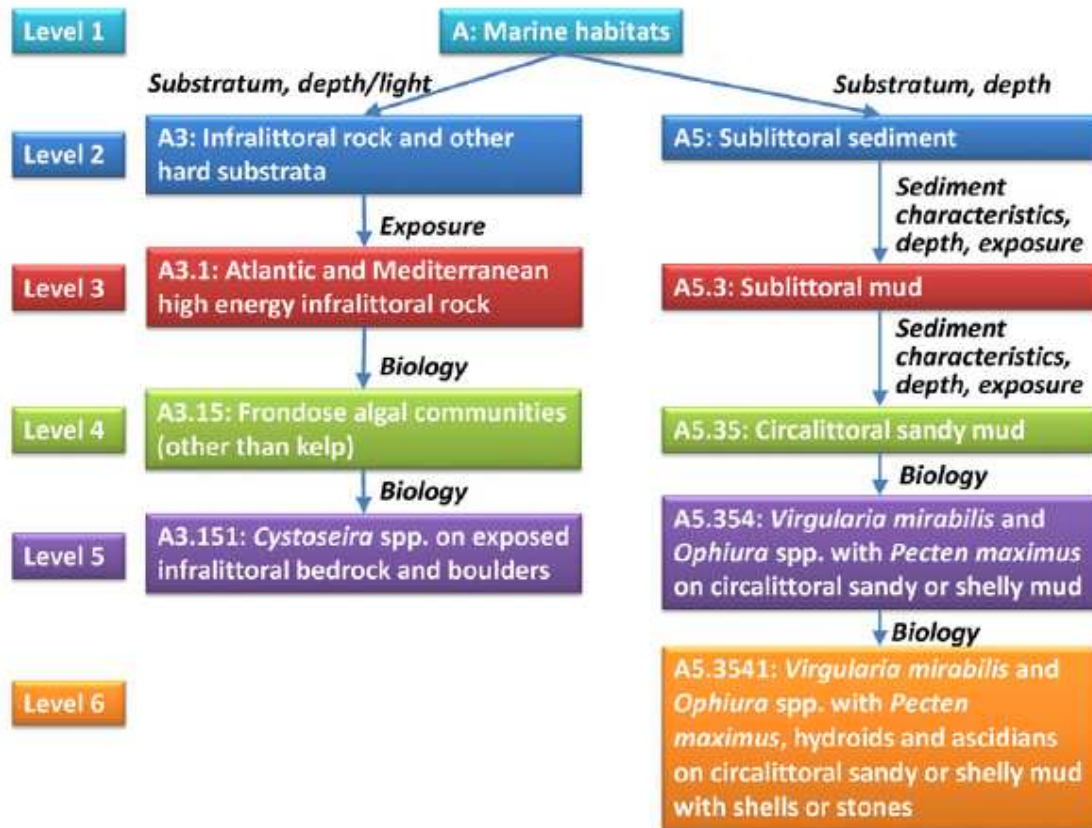 Level 1
A: Marine habitats
Substratum, depth/light
Substratum, depth
Level 2
A3: Infralittoral rock and other
hard substrata
A5: Sublittoral sediment
Exposure
Sediment
characteristics,
depth, exposure
Level 3
A3.1: Atlantic and Mediterranean
high energy infralittoral rock
A5.3: Sublittoral mud
Biology
Sediment
characteristics,
depth, exposure
Level 4
A3.15: Frondose algal communities
(other than kelp)
A5.35: Circalittoral sandy mud
Biology
Biology
Level 5
A3.151: Cystoseira spp. on exposed
infralittoral bedrock and boulders
A5.354: Virgularia mirabilis and
Ophiura spp. with Pecten maximus
on circalittoral sandy or shelly mud
Biology
Level 6
A5.3541: Virgularia mirabilis and
Ophiura spp. with Pecten
maximus, hydroids and ascidians
on circalittoral sandy or shelly mud
with shells or stones